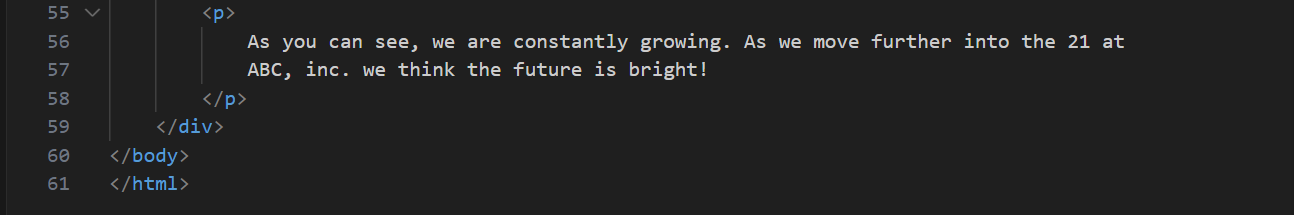 55 <p>
56 As you can see, we are constantly growing. As we move further into the 21 at
57 ABC, inc. we think the future is bright!
58 </p>
59 </div>
60 </body>
61 </html>